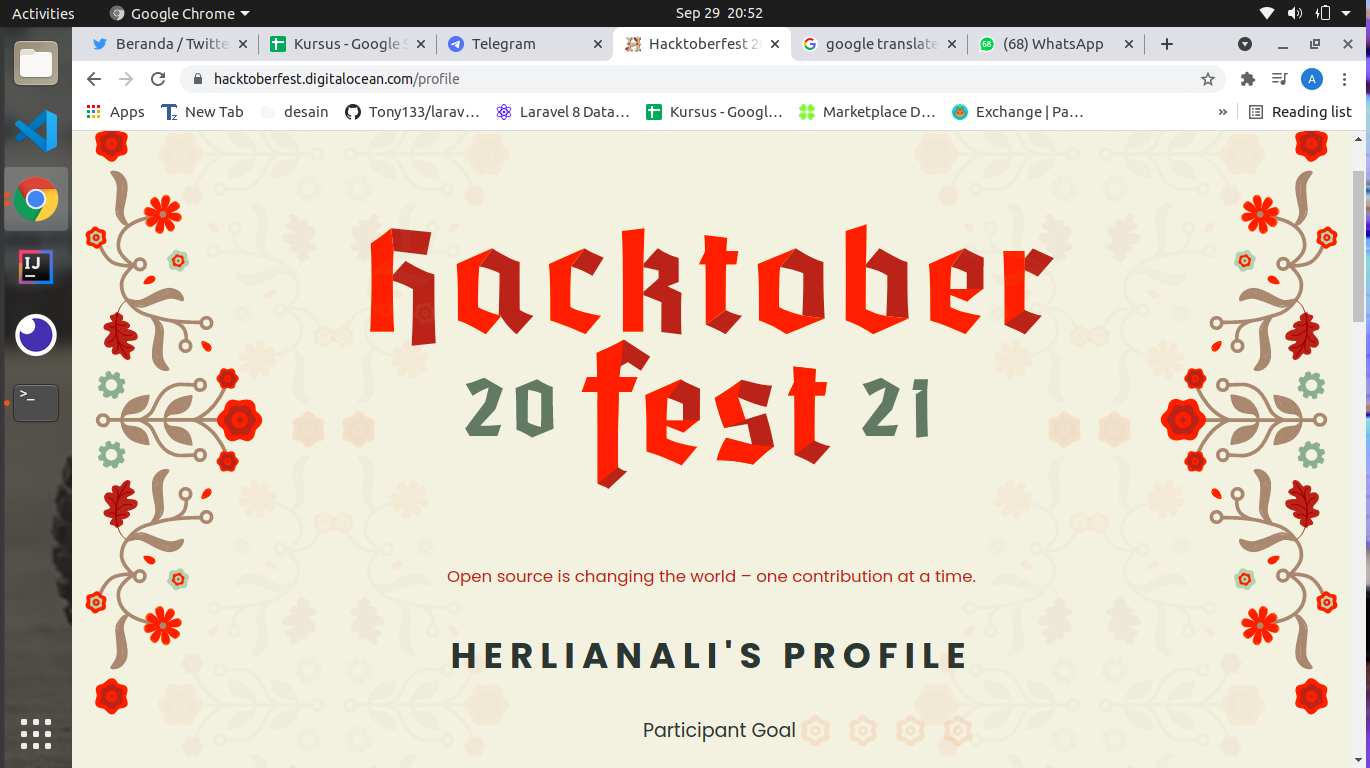 Activities
Google Chrome
Sep 29 20:52
Beranda / Twitte
Kursus - Google S
Telegram
Hacktoberfest 2
google translate
(68) WhatsApp
hacktoberfest.digitalocean.com/profile
A
Apps
New Tab
desain
Tony133/larav…
Laravel 8 Data…
Kursus - Googl…
Marketplace D…
Exchange | Pa…
»
Reading list
hacktober
20 fest 21
Open source is changing the world – one contribution at a time.
HERLIANALI'S PROFILE
Participant Goal